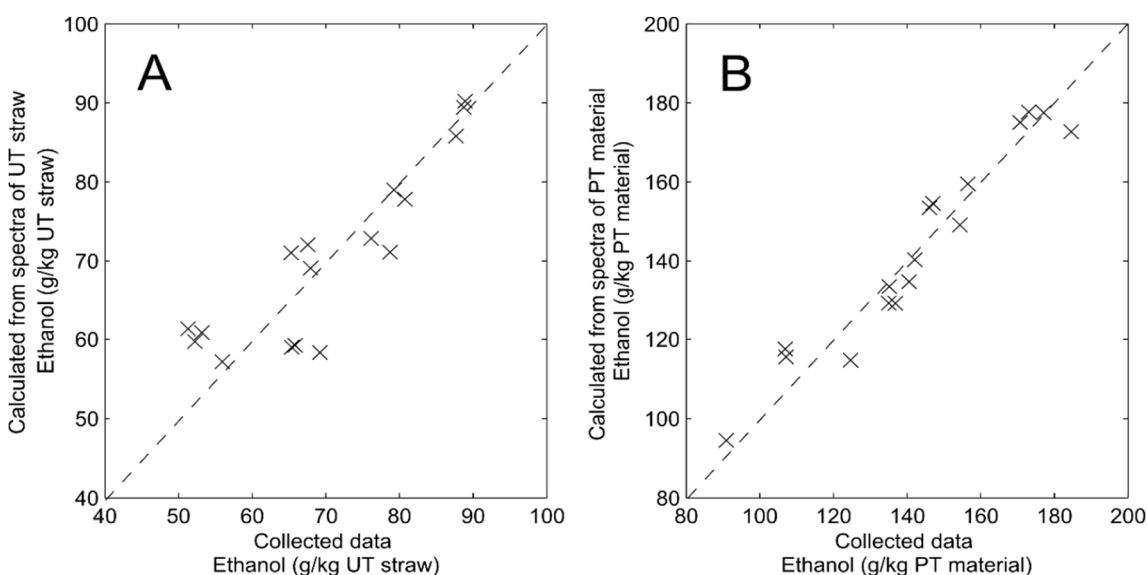 A
Calculated from spectra of UT straw
Ethanol (g/kg UT straw)
100
90
80
70
60
50
40
40 50 60 70 80 90 100
Collected data
Ethanol (g/kg UT straw)
B
Calculated from spectra of PT material
Ethanol (g/kg PT material)
200
180
160
140
120
100
80
80 100 120 140 160 180 200
Collected data
Ethanol (g/kg PT material)